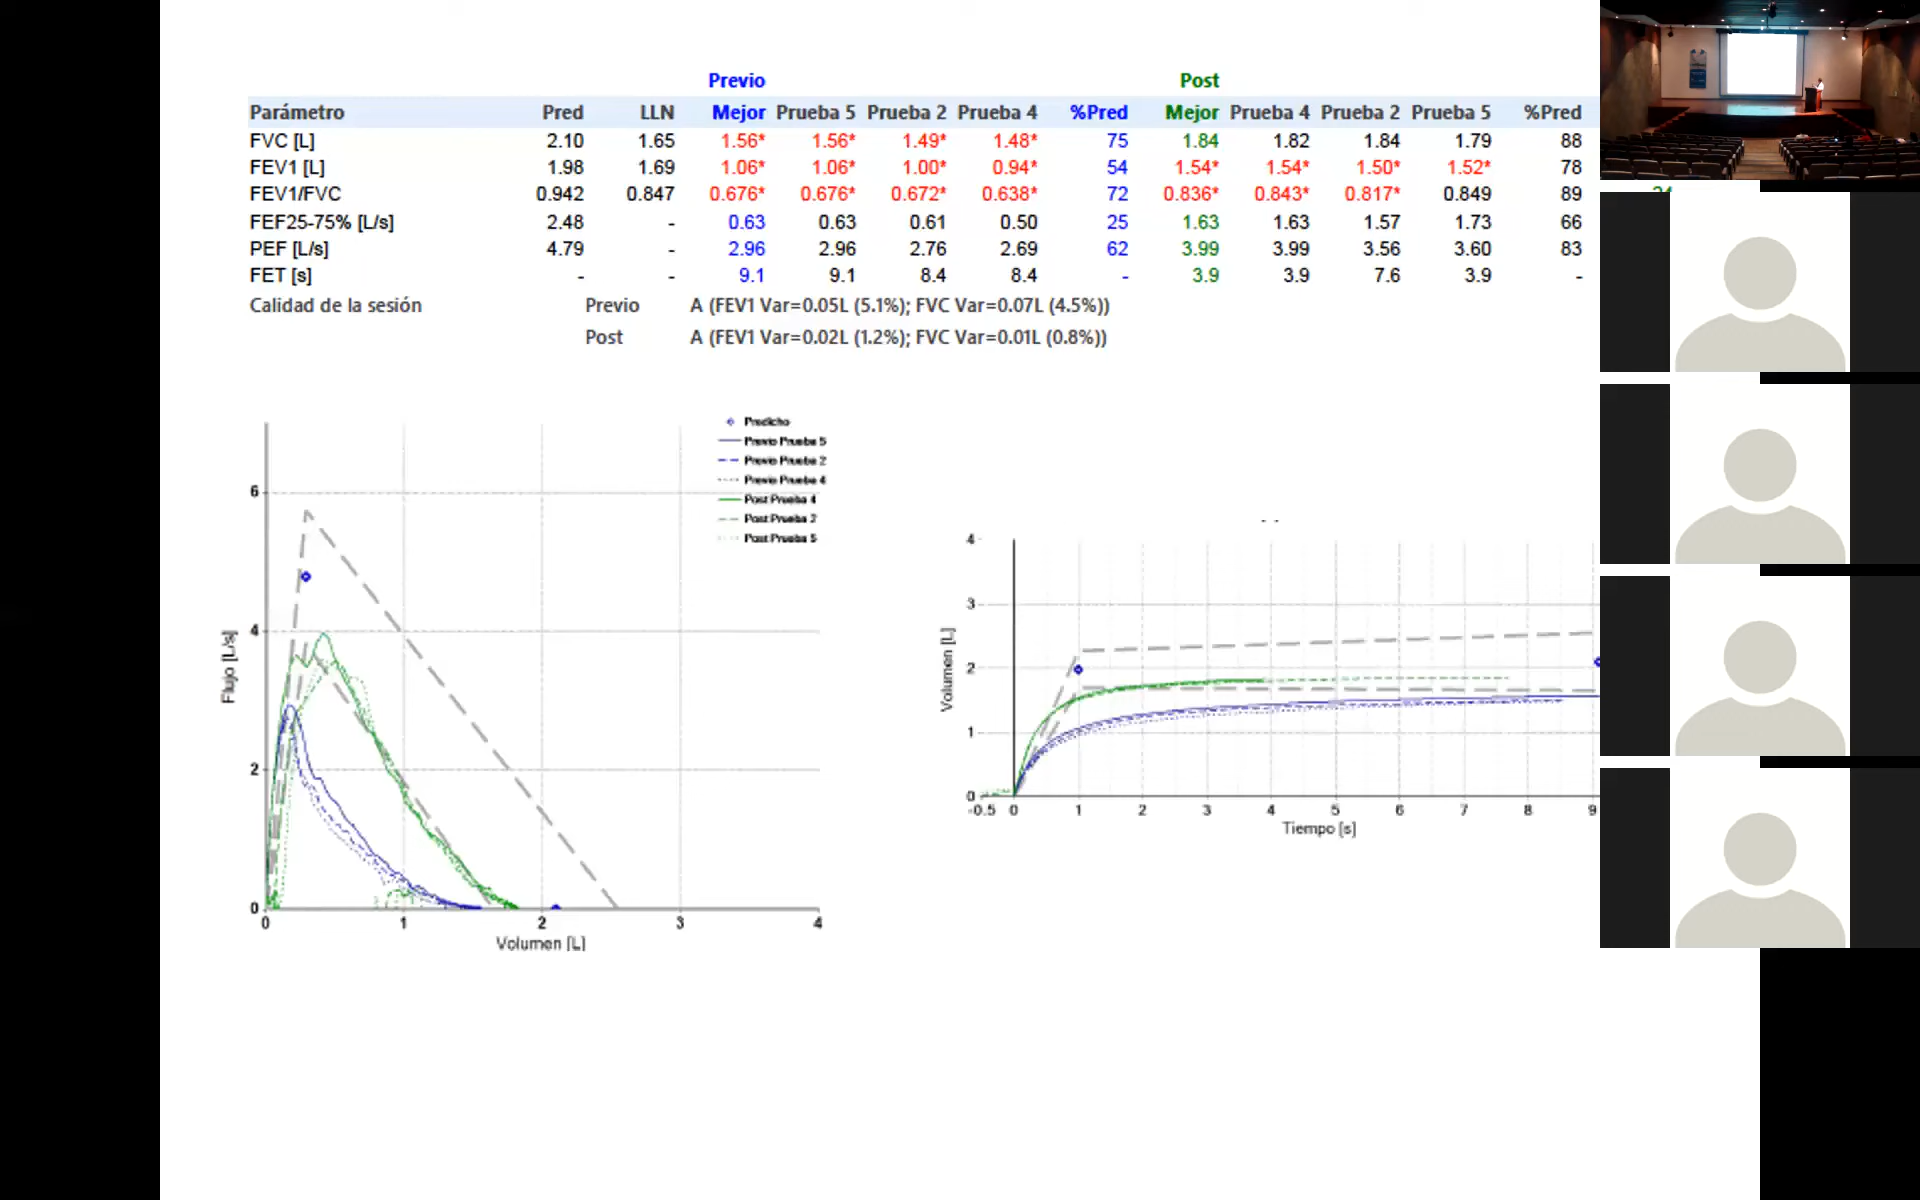 Previo Post
Parámetro Pred LLN Mejor Prueba 5 Prueba 2 Prueba 4 %Pred Mejor Prueba 4 Prueba 2 Prueba 5 %Pred
FVC [L] 2.10 1.65 1.56* 1.56* 1.49* 1.48* 75 1.84 1.82 1.84 1.79 88
FEV1 [L] 1.98 1.69 1.06* 1.06* 1.00* 0.94* 54 1.54* 1.54* 1.50* 1.52* 78
FEV1/FVC 0.942 0.847 0.676* 0.676* 0.672* 0.638* 72 0.836* 0.843* 0.817* 0.849 89
FEF25-75% [L/s] 2.48 - 0.63 0.63 0.61 0.50 25 1.63 1.63 1.57 1.73 66
PEF [L/s] 4.79 - 2.96 2.96 2.76 2.69 62 3.99 3.99 3.56 3.60 83
FET [s] - - 9.1 9.1 8.4 8.4 - 3.9 3.9 7.6 3.9 -
Calidad de la sesión Previo A (FEV1 Var=0.05L (5.1%); FVC Var=0.07L (4.5%))
Post A (FEV1 Var=0.02L (1.2%); FVC Var=0.01L (0.8%))
Predicho
Previo Prueba 5
Previo Prueba 2
Previo Prueba 4
Post Prueba 4
Post Prueba 2
Post Prueba 5
6
4
2
0
Flujo [L/s]
0 1 2 3 4
Volumen [L]
4
3
2
1
0
Volumen [L]
-0.5 0 1 2 3 4 5 6 7 8 9
Tiempo [s]